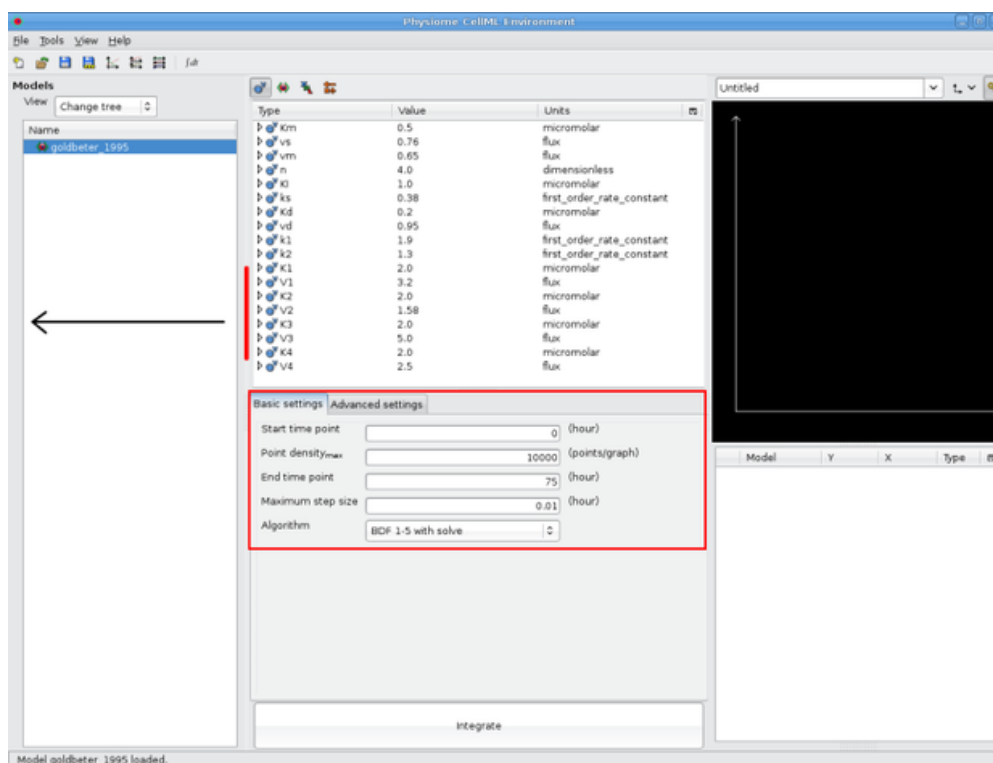 Physiome CellML Environment
File Tools View Help
Models
View Change tree
Name
goldbeter_1995
Type Value Units
Km 0.5 micromolar
vs 0.76 flux
vm 0.65 flux
n 4.0 dimensionless
KI 1.0 micromolar
ks 0.38 first_order_rate_constant
Kd 0.2 micromolar
vd 0.95 flux
k1 1.9 first_order_rate_constant
k2 1.3 first_order_rate_constant
K1 2.0 micromolar
V1 3.2 flux
K2 2.0 micromolar
V2 1.58 flux
K3 2.0 micromolar
V3 5.0 flux
K4 2.0 micromolar
V4 2.5 flux
Basic settings Advanced settings
Start time point 0 (hour)
Point densitymax 10000 (points/graph)
End time point 75 (hour)
Maximum step size 0.01 (hour)
Algorithm BDF 1-5 with solve
Integrate
Untitled
Model Y X Type
Model goldbeter_1995 loaded.